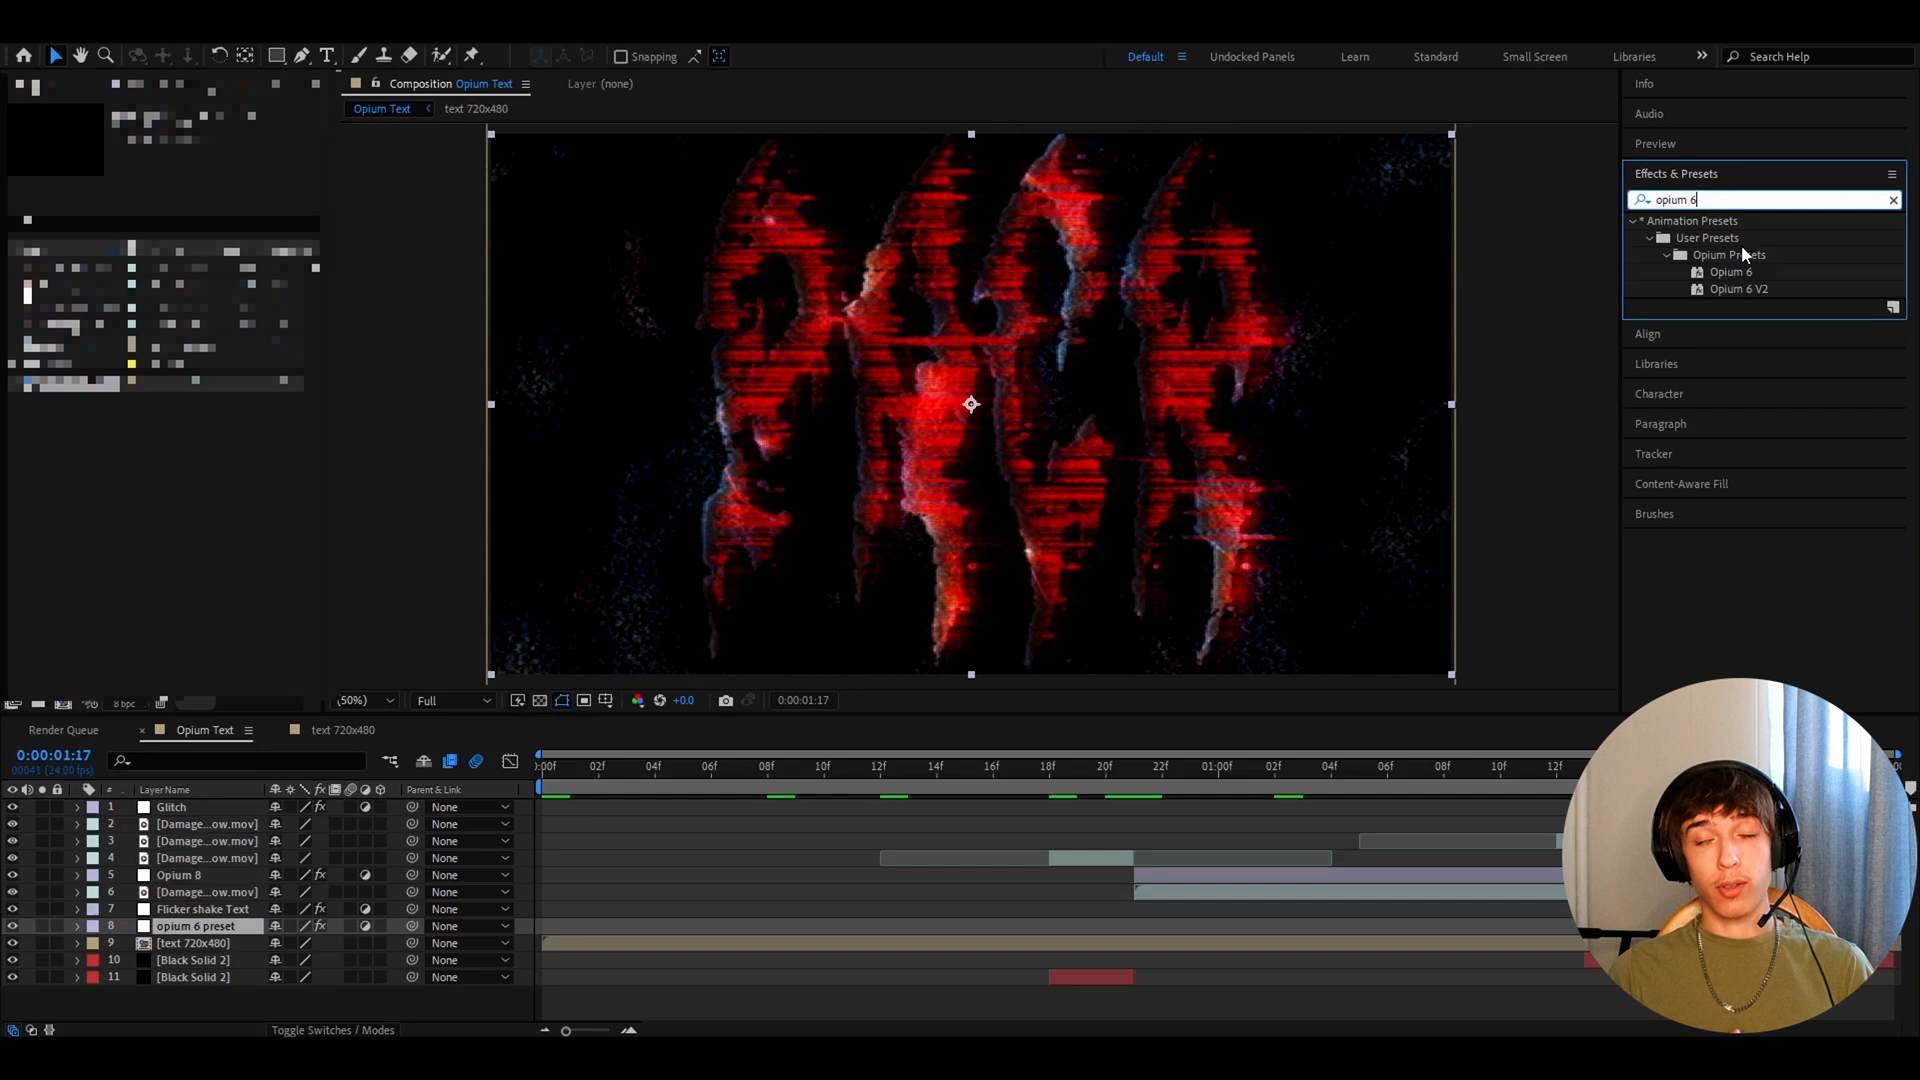 Snapping
Default
Undocked Panels
Learn
Standard
Small Screen
Libraries
Search Help
Composition Opium Text
Layer (none)
Opium Text
text 720x480
Info
Audio
Preview
Effects & Presets
opium 6
* Animation Presets
User Presets
Opium Presets
Opium 6
Opium 6 V2
Align
Libraries
Character
Paragraph
Tracker
Content-Aware Fill
Brushes
8 bpc
(50%)
Full
+0.0
0:00:01:17
Render Queue
Opium Text
text 720x480
0:00:01:17
00041 (24.00 fps)
:00f 02f 04f 06f 08f 10f 12f 14f 16f 18f 20f 22f 01:00f 02f 04f 06f 08f 10f 12f
# Layer Name Parent & Link
1 Glitch None
2 [Damage...ow.mov] None
3 [Damage...ow.mov] None
4 [Damage...ow.mov] None
5 Opium 8 None
6 [Damage...ow.mov] None
7 Flicker shake Text None
8 opium 6 preset None
9 [text 720x480] None
10 [Black Solid 2] None
11 [Black Solid 2] None
Toggle Switches / Modes